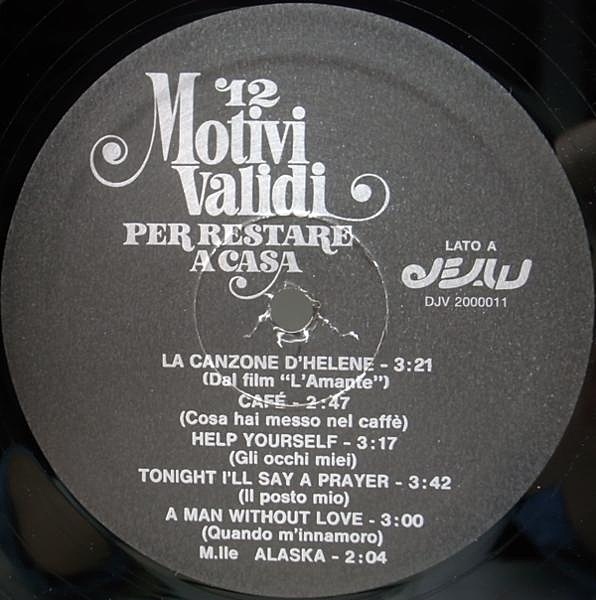 12
Motivi
Validi
PER RESTARE
A CASA
LATO A
DEJAVU
DJV 2000011
LA CANZONE D'HELENE - 3:21
(Dal film "L'Amante")
CAFÉ - 2:47
(Cosa hai messo nel caffè)
HELP YOURSELF - 3:17
(Gli occhi miei)
TONIGHT I'LL SAY A PRAYER - 3:42
(Il posto mio)
A MAN WITHOUT LOVE - 3:00
(Quando m'innamoro)
M.lle ALASKA - 2:04